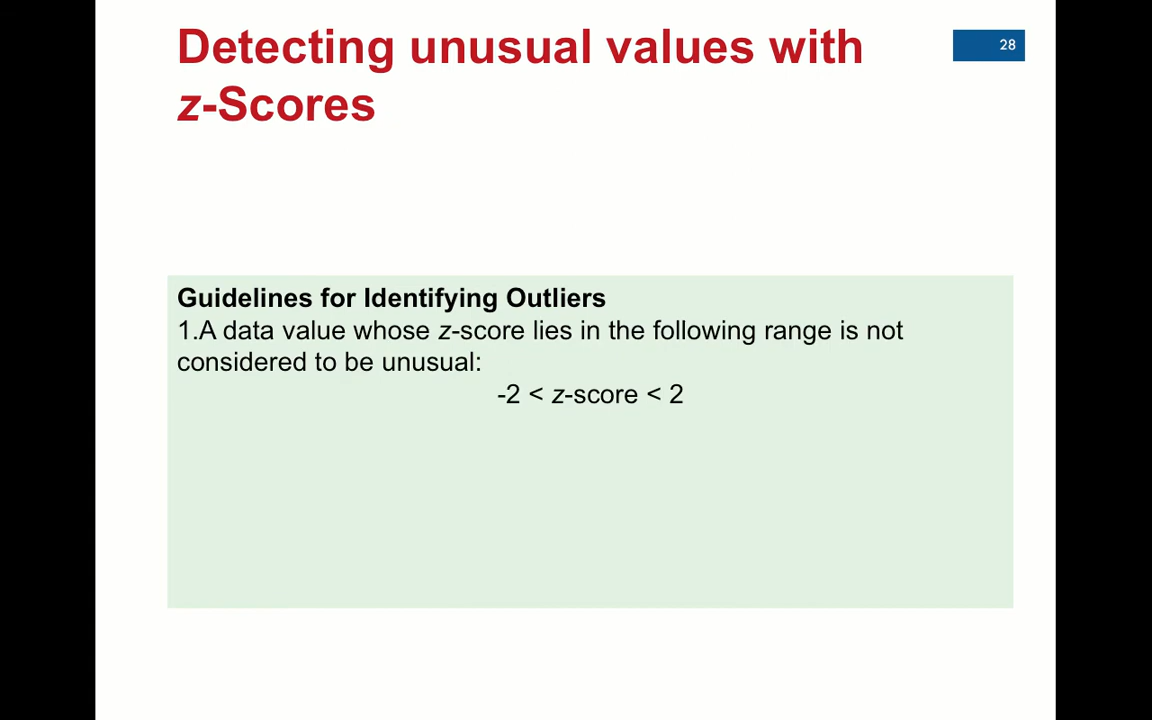 Detecting unusual values with
z-Scores
28
Guidelines for Identifying Outliers
1.A data value whose z-score lies in the following range is not
considered to be unusual:
-2 < z-score < 2